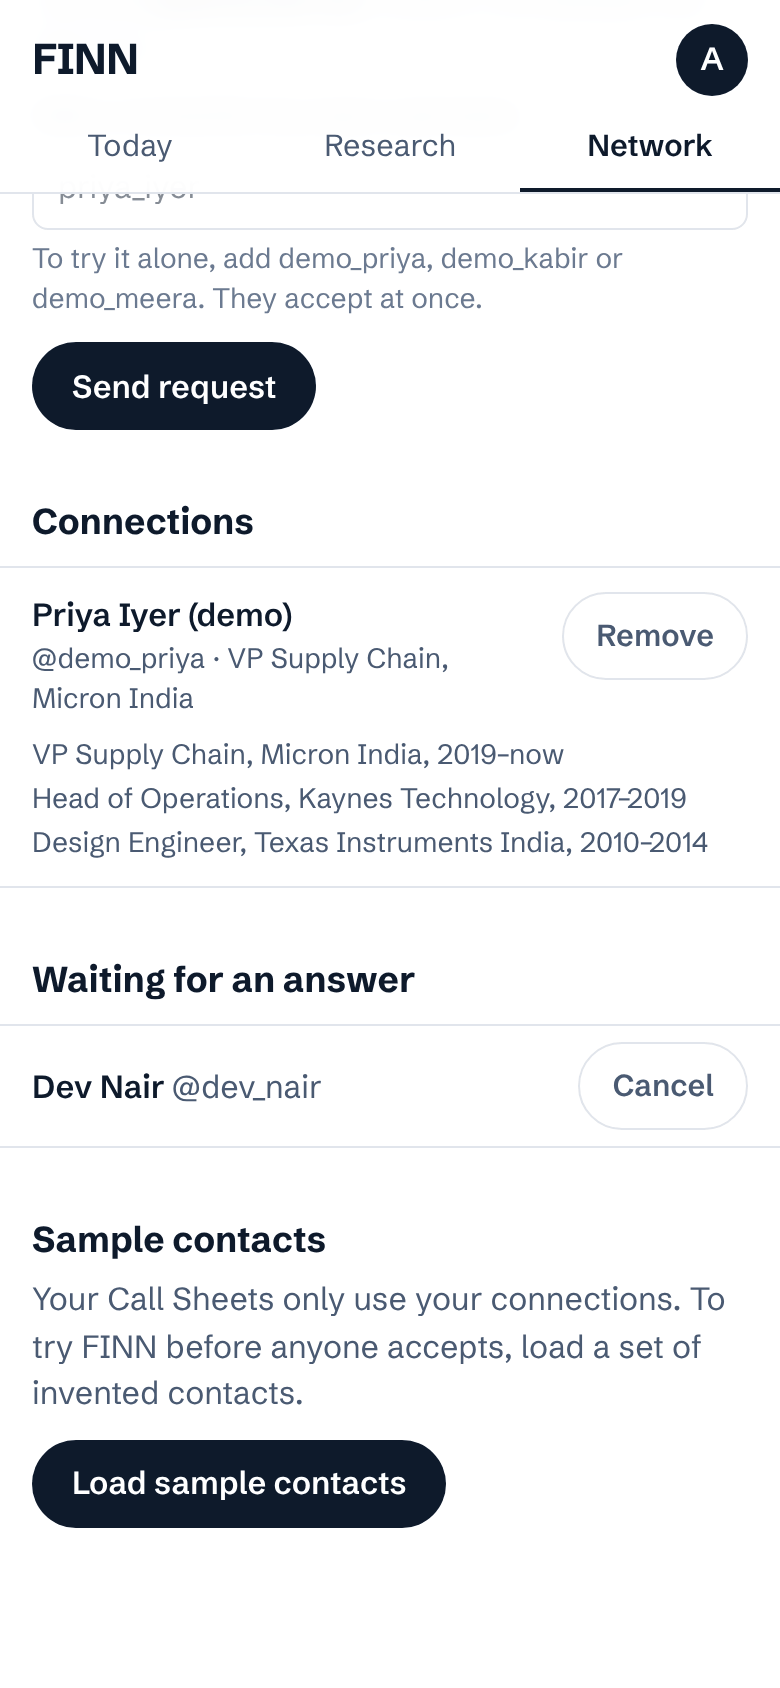 FINN
A
Today
Research
Network
priya_iyer
To try it alone, add demo_priya, demo_kabir or
demo_meera. They accept at once.
Send request
Connections
Priya Iyer (demo)
Remove
@demo_priya · VP Supply Chain,
Micron India
VP Supply Chain, Micron India, 2019–now
Head of Operations, Kaynes Technology, 2017–2019
Design Engineer, Texas Instruments India, 2010–2014
Waiting for an answer
Dev Nair @dev_nair
Cancel
Sample contacts
Your Call Sheets only use your connections. To
try FINN before anyone accepts, load a set of
invented contacts.
Load sample contacts